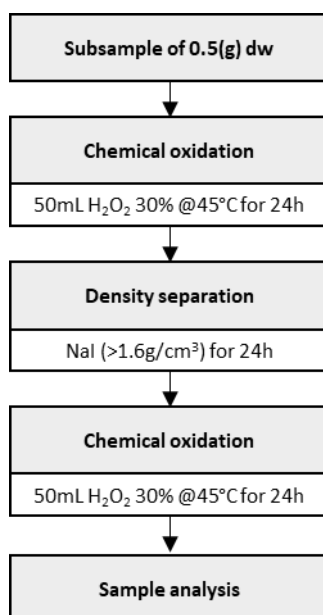 Subsample of 0.5(g) dw
Chemical oxidation
50mL H₂O₂ 30% @45°C for 24h
Density separation
NaI (>1.6g/cm³) for 24h
Chemical oxidation
50mL H₂O₂ 30% @45°C for 24h
Sample analysis